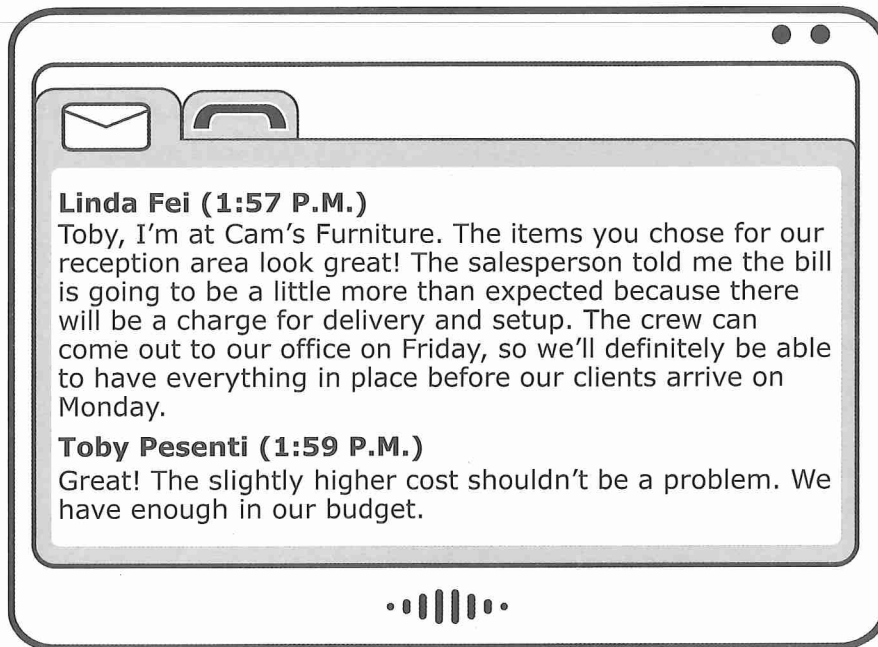 Linda Fei (1:57 P.M.)
Toby, I'm at Cam's Furniture. The items you chose for our
reception area look great! The salesperson told me the bill
is going to be a little more than expected because there
will be a charge for delivery and setup. The crew can
come out to our office on Friday, so we'll definitely be able
to have everything in place before our clients arrive on
Monday.
Toby Pesenti (1:59 P.M.)
Great! The slightly higher cost shouldn't be a problem. We
have enough in our budget.